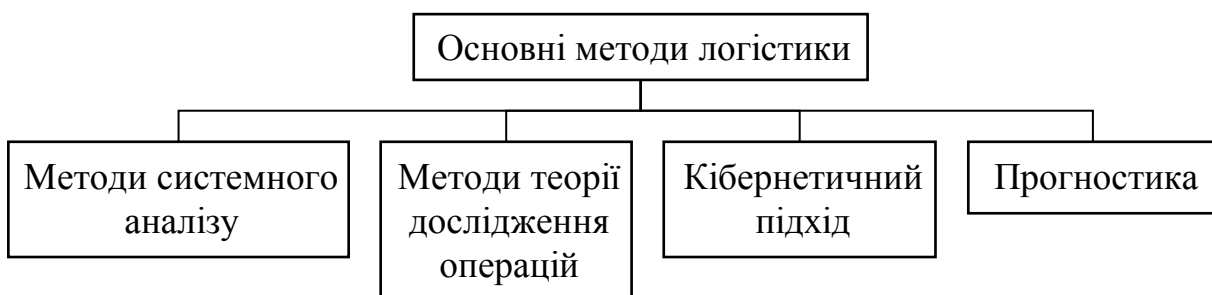 Основні методи логістики
Методи системного
аналізу
Методи теорії
дослідження
операцій
Кібернетичний
підхід
Прогностика